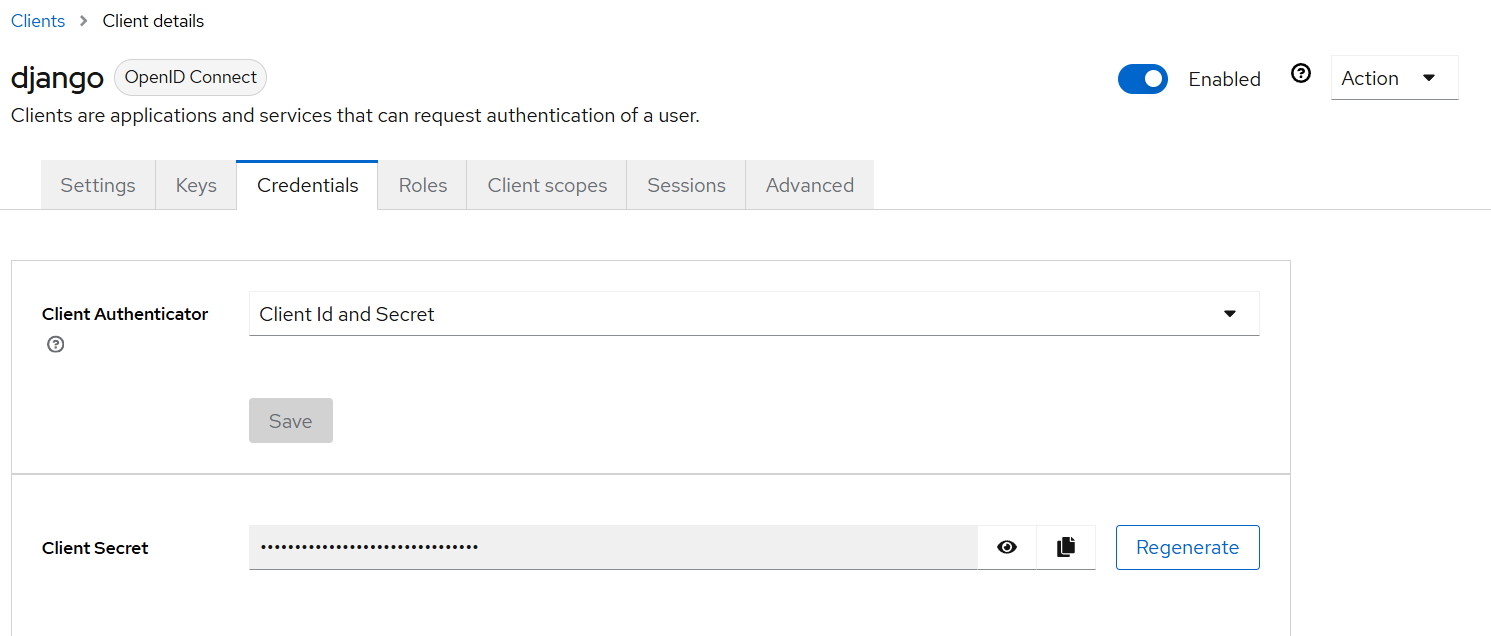 Clients > Client details
django OpenID Connect Enabled Action
Clients are applications and services that can request authentication of a user.
Settings Keys Credentials Roles Client scopes Sessions Advanced
Client Authenticator Client Id and Secret
Save
Client Secret •••••••••••••••••••••••••••••••• Regenerate